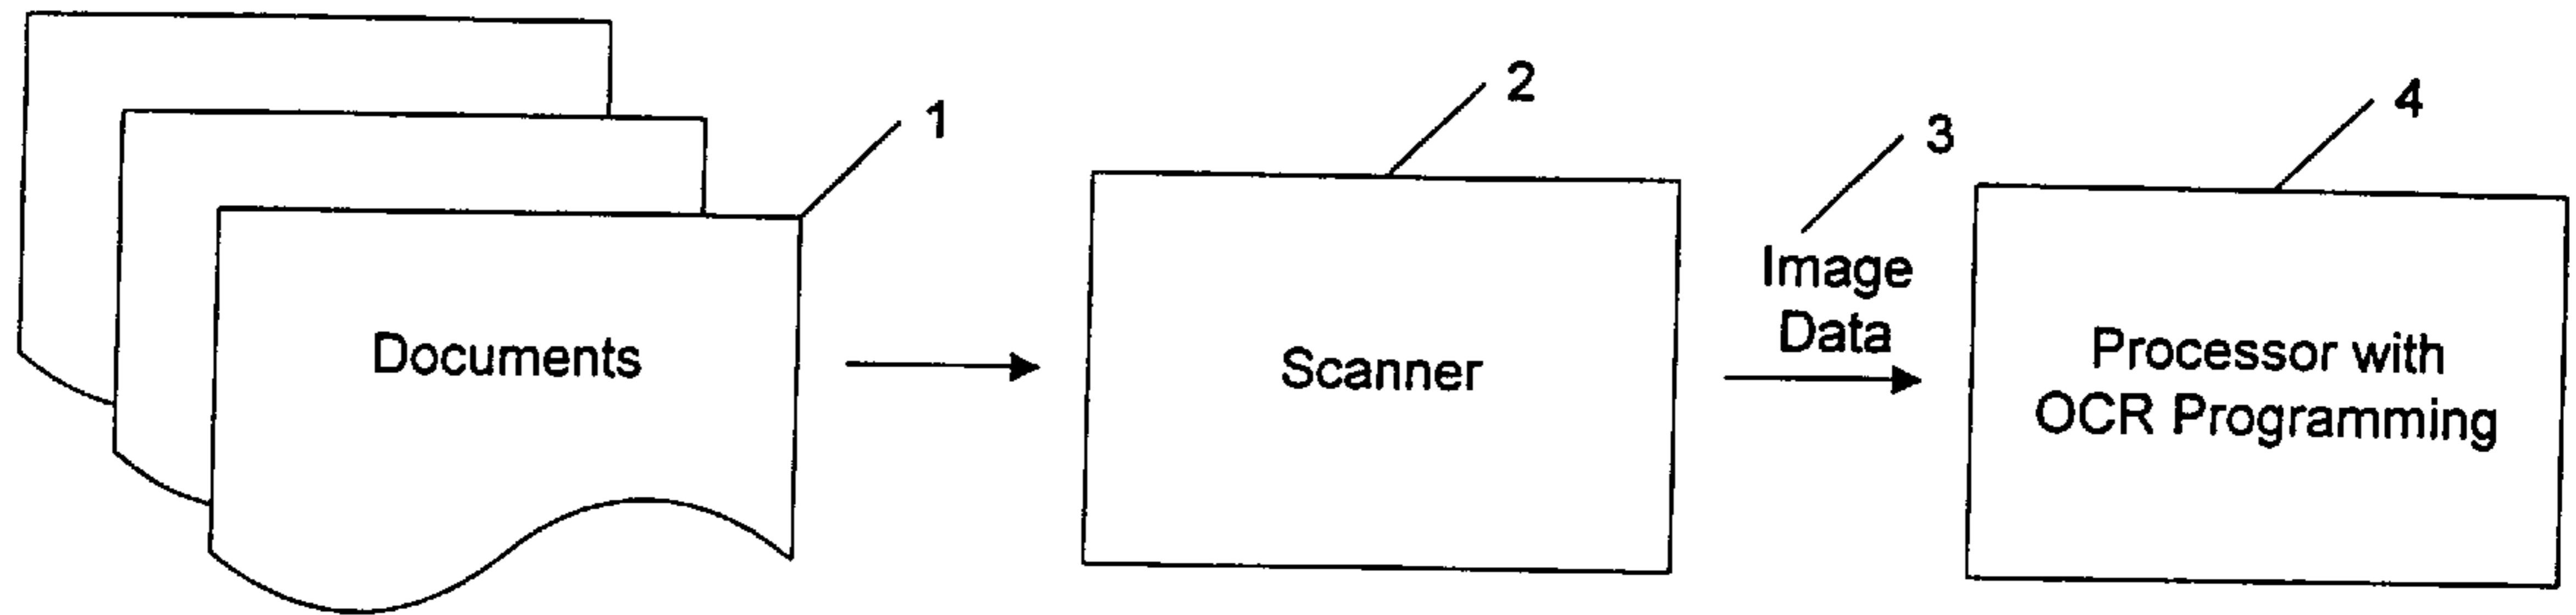 1
2
3
4
Documents
Scanner
Image
Data
Processor with
OCR Programming